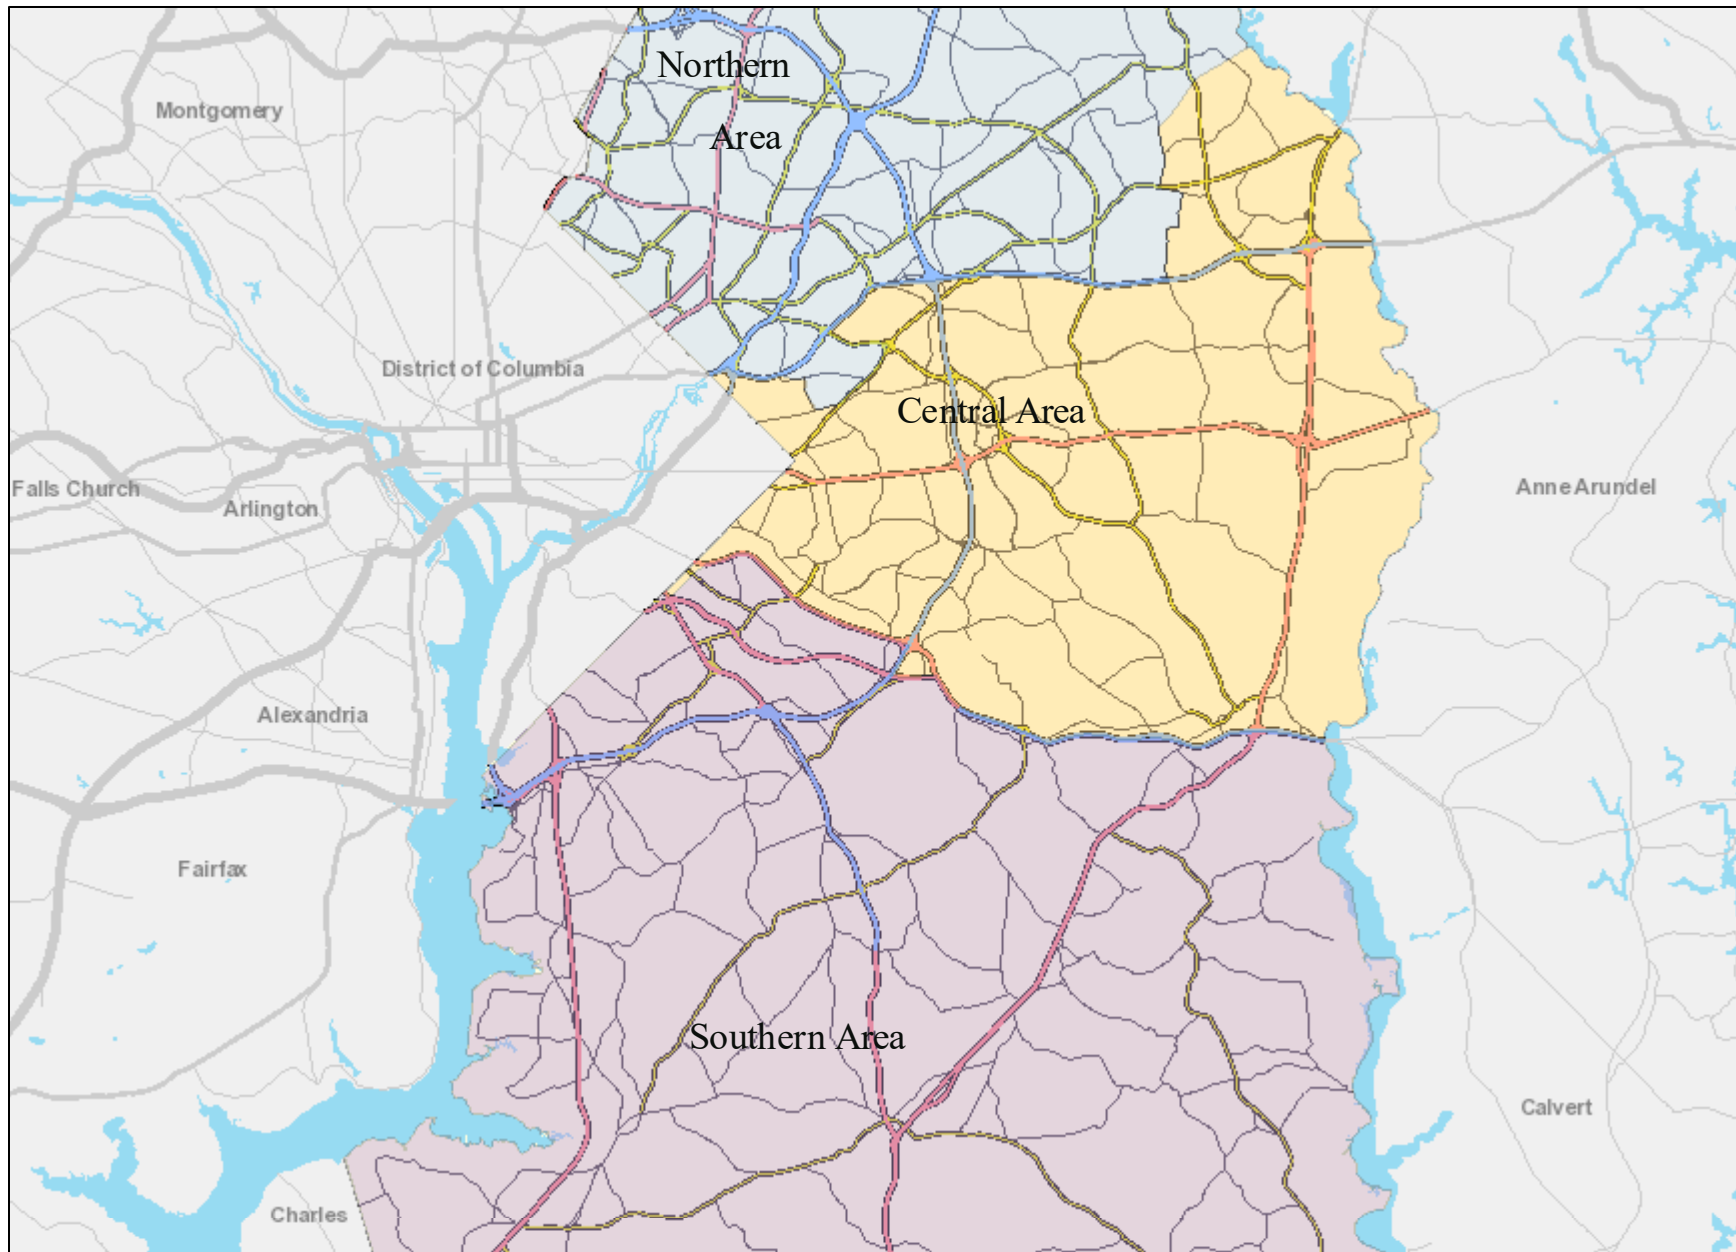 Northern
Area
Montgomery
District of Columbia
Central Area
Falls Church
Arlington
Anne Arundel
Alexandria
Fairfax
Southern Area
Calvert
Charles